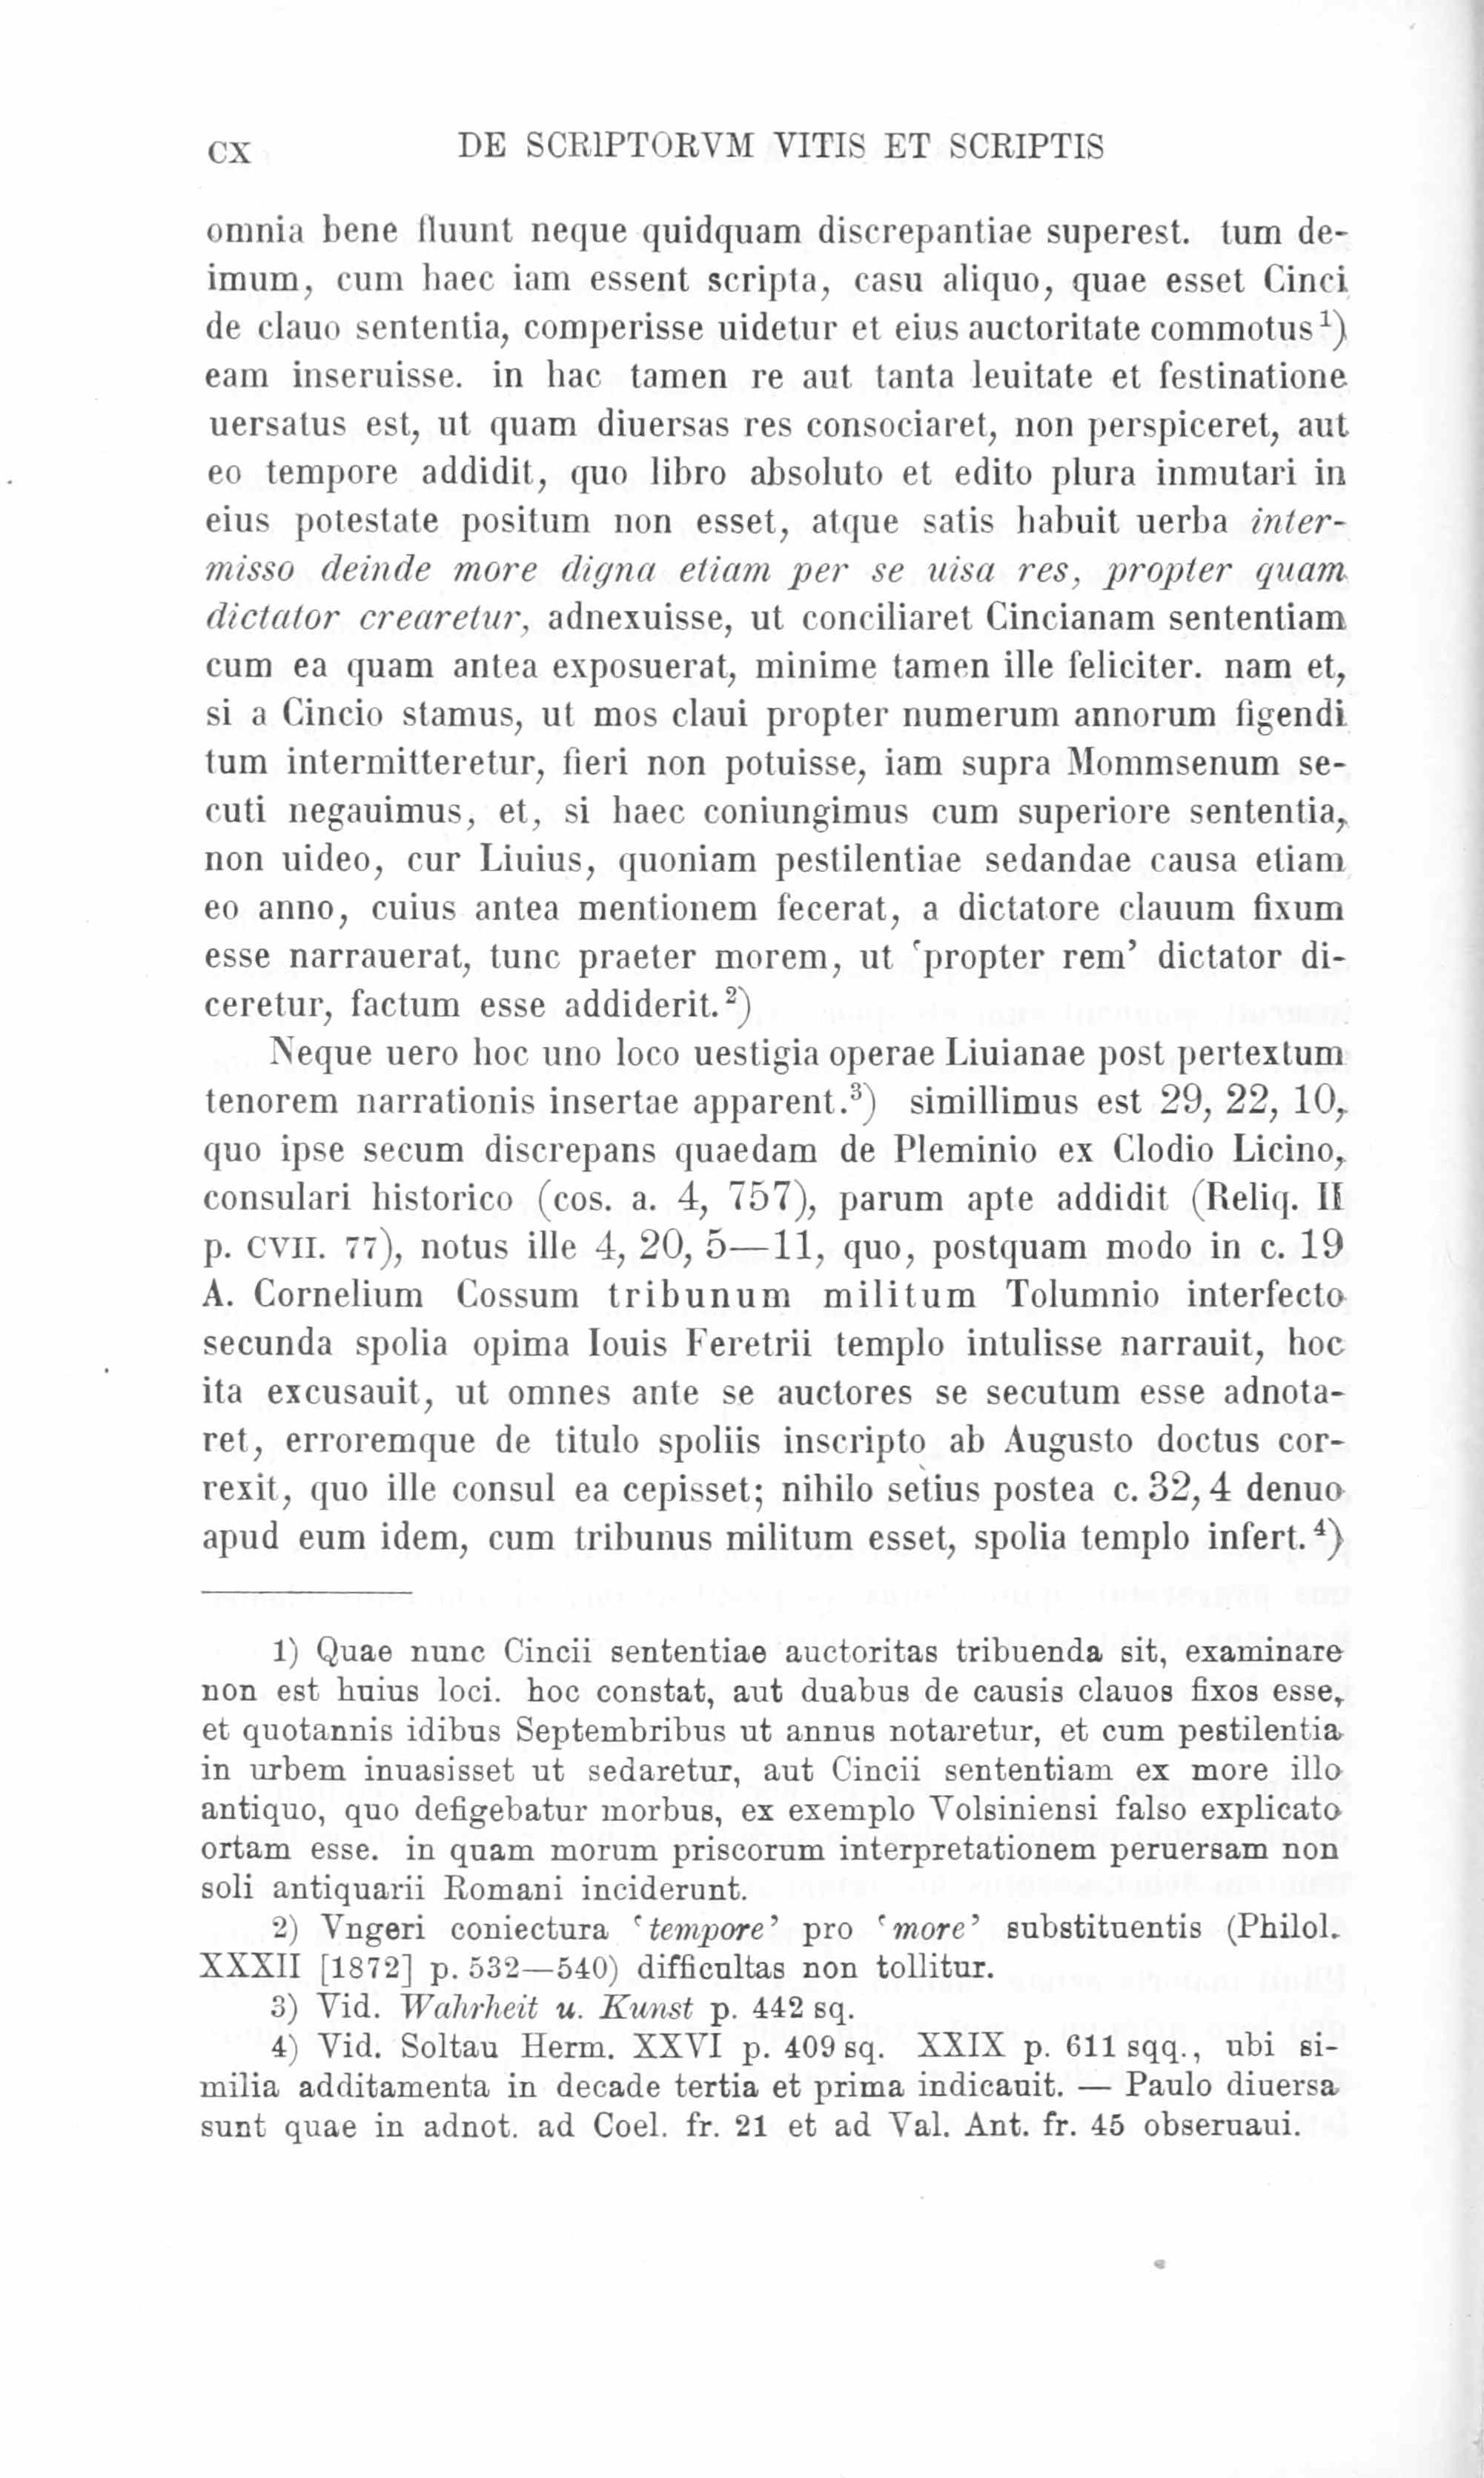 CX DE SCRIPTORVM VITIS ET SCRIPTIS
omnia bene fluunt neque quidquam discrepantiae superest. tum de-
imum, cum haec iam essent scripta, casu aliquo, quae esset Cinci
de clauo sententia, comperisse uidetur et eius auctoritate commotus¹)
eam inseruisse. in hac tamen re aut tanta leuitate et festinatione
uersatus est, ut quam diuersas res consociaret, non perspiceret, aut
eo tempore addidit, quo libro absoluto et edito plura inmutari in
eius potestate positum non esset, atque satis habuit uerba inter-
misso deinde more digna etiam per se uisa res, propter quam
dictator crearetur, adnexuisse, ut conciliaret Cincianam sententiam
cum ea quam antea exposuerat, minime tamen ille feliciter. nam et,
si a Cincio stamus, ut mos claui propter numerum annorum figendi
tum intermitteretur, fieri non potuisse, iam supra Mommsenum se-
cuti negauimus, et, si haec coniungimus cum superiore sententia,
non uideo, cur Liuius, quoniam pestilentiae sedandae causa etiam
eo anno, cuius antea mentionem fecerat, a dictatore clauum fixum
esse narrauerat, tunc praeter morem, ut ‘propter rem’ dictator di-
ceretur, factum esse addiderit.²)
Neque uero hoc uno loco uestigia operae Liuianae post pertextum
tenorem narrationis insertae apparent.³) simillimus est 29, 22, 10,
quo ipse secum discrepans quaedam de Pleminio ex Clodio Licino,
consulari historico (cos. a. 4, 757), parum apte addidit (Reliq. II
p. CVII. 77), notus ille 4, 20, 5—11, quo, postquam modo in c. 19
A. Cornelium Cossum tribunum militum Tolumnio interfecto
secunda spolia opima Iouis Feretrii templo intulisse narrauit, hoc
ita excusauit, ut omnes ante se auctores se secutum esse adnota-
ret, erroremque de titulo spoliis inscripto ab Augusto doctus cor-
rexit, quo ille consul ea cepisset; nihilo setius postea c. 32, 4 denuo
apud eum idem, cum tribunus militum esset, spolia templo infert.⁴)
1) Quae nunc Cincii sententiae auctoritas tribuenda sit, examinare
non est huius loci. hoc constat, aut duabus de causis clauos fixos esse,
et quotannis idibus Septembribus ut annus notaretur, et cum pestilentia
in urbem inuasisset ut sedaretur, aut Cincii sententiam ex more illo
antiquo, quo defigebatur morbus, ex exemplo Volsiniensi falso explicato
ortam esse. in quam morum priscorum interpretationem peruersam non
soli antiquarii Romani inciderunt.
2) Vngeri coniectura ‘tempore’ pro ‘more’ substituentis (Philol.
XXXII [1872] p. 532—540) difficultas non tollitur.
3) Vid. Wahrheit u. Kunst p. 442 sq.
4) Vid. Soltau Herm. XXVI p. 409 sq. XXIX p. 611 sqq., ubi si-
milia additamenta in decade tertia et prima indicauit. — Paulo diuersa
sunt quae in adnot. ad Coel. fr. 21 et ad Val. Ant. fr. 45 obseruaui.